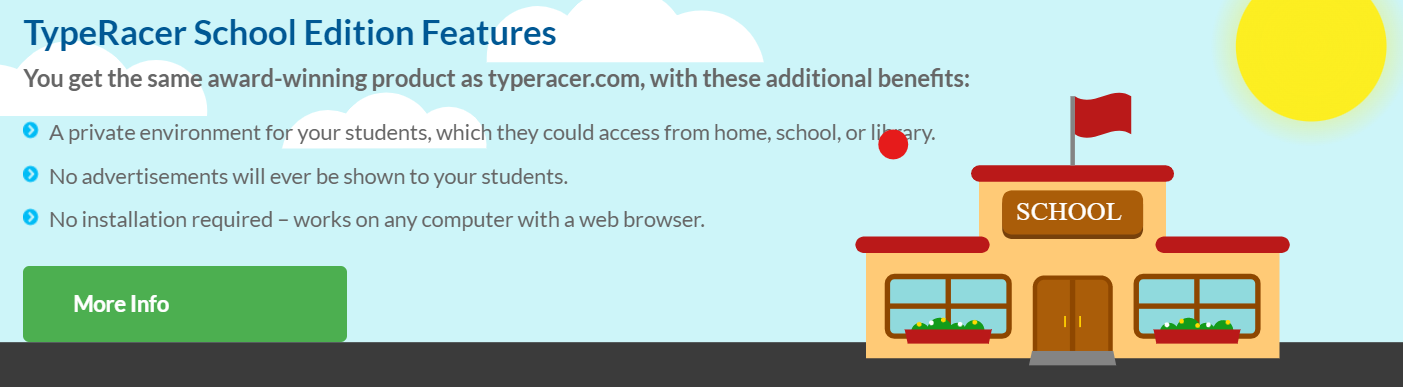 TypeRacer School Edition Features
You get the same award-winning product as typeracer.com, with these additional benefits:
A private environment for your students, which they could access from home, school, or library.
No advertisements will ever be shown to your students.
No installation required – works on any computer with a web browser.
SCHOOL
More Info